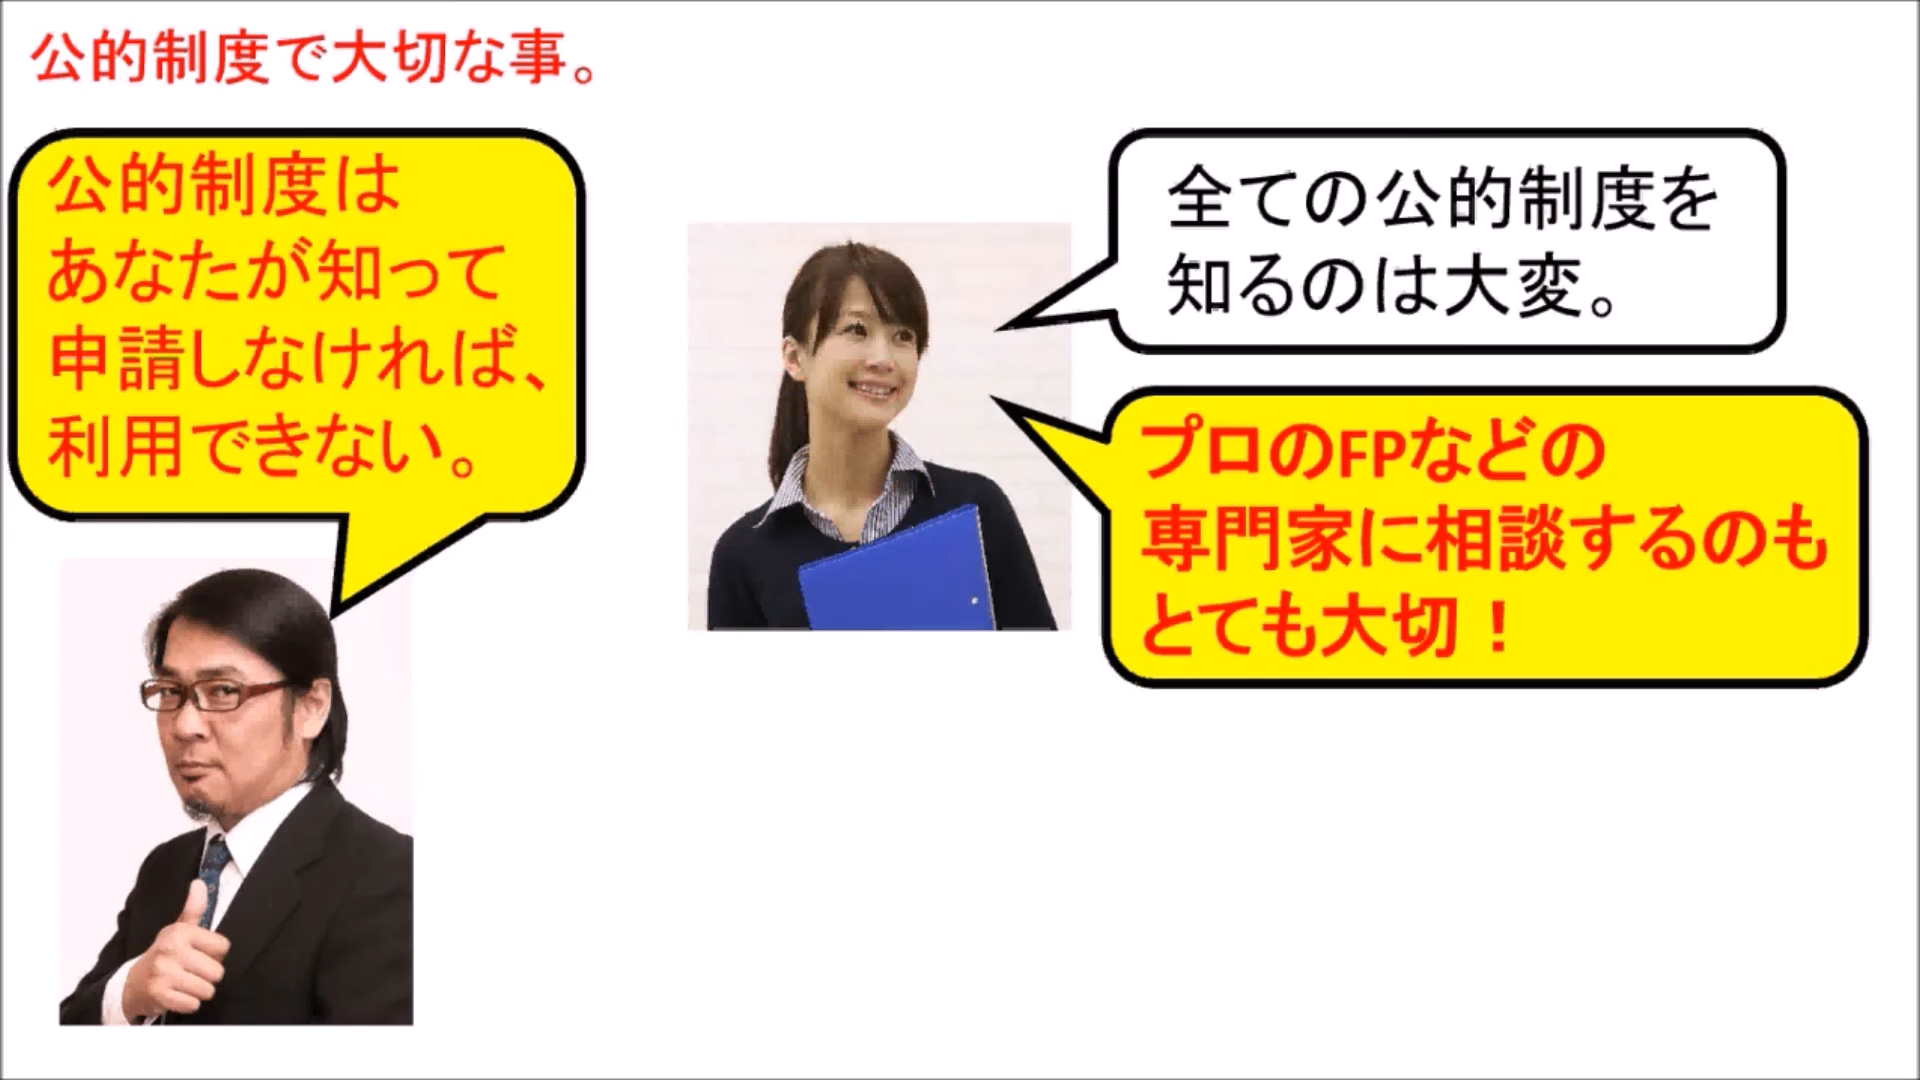 公的制度で大切な事。
公的制度は
あなたが知って
申請しなければ、
利用できない。
全ての公的制度を
知るのは大変。
プロのFPなどの
専門家に相談するのも
とても大切！